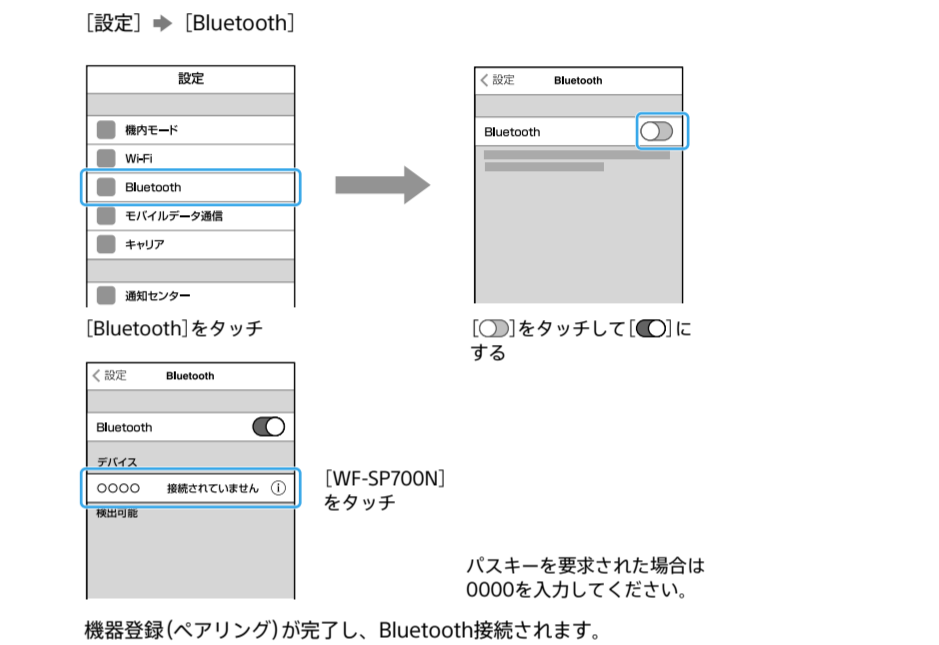 [設定] ➡ [Bluetooth]
設定
機内モード
Wi-Fi
Bluetooth
モバイルデータ通信
キャリア
通知センター
[Bluetooth]をタッチ
く 設定 Bluetooth
Bluetooth
[ ]をタッチして[ ]に
する
く 設定 Bluetooth
Bluetooth
デバイス
○○○○ 接続されていません ⓘ
検出可能
[WF-SP700N]
をタッチ
パスキーを要求された場合は
0000を入力してください。
機器登録(ペアリング)が完了し、Bluetooth接続されます。